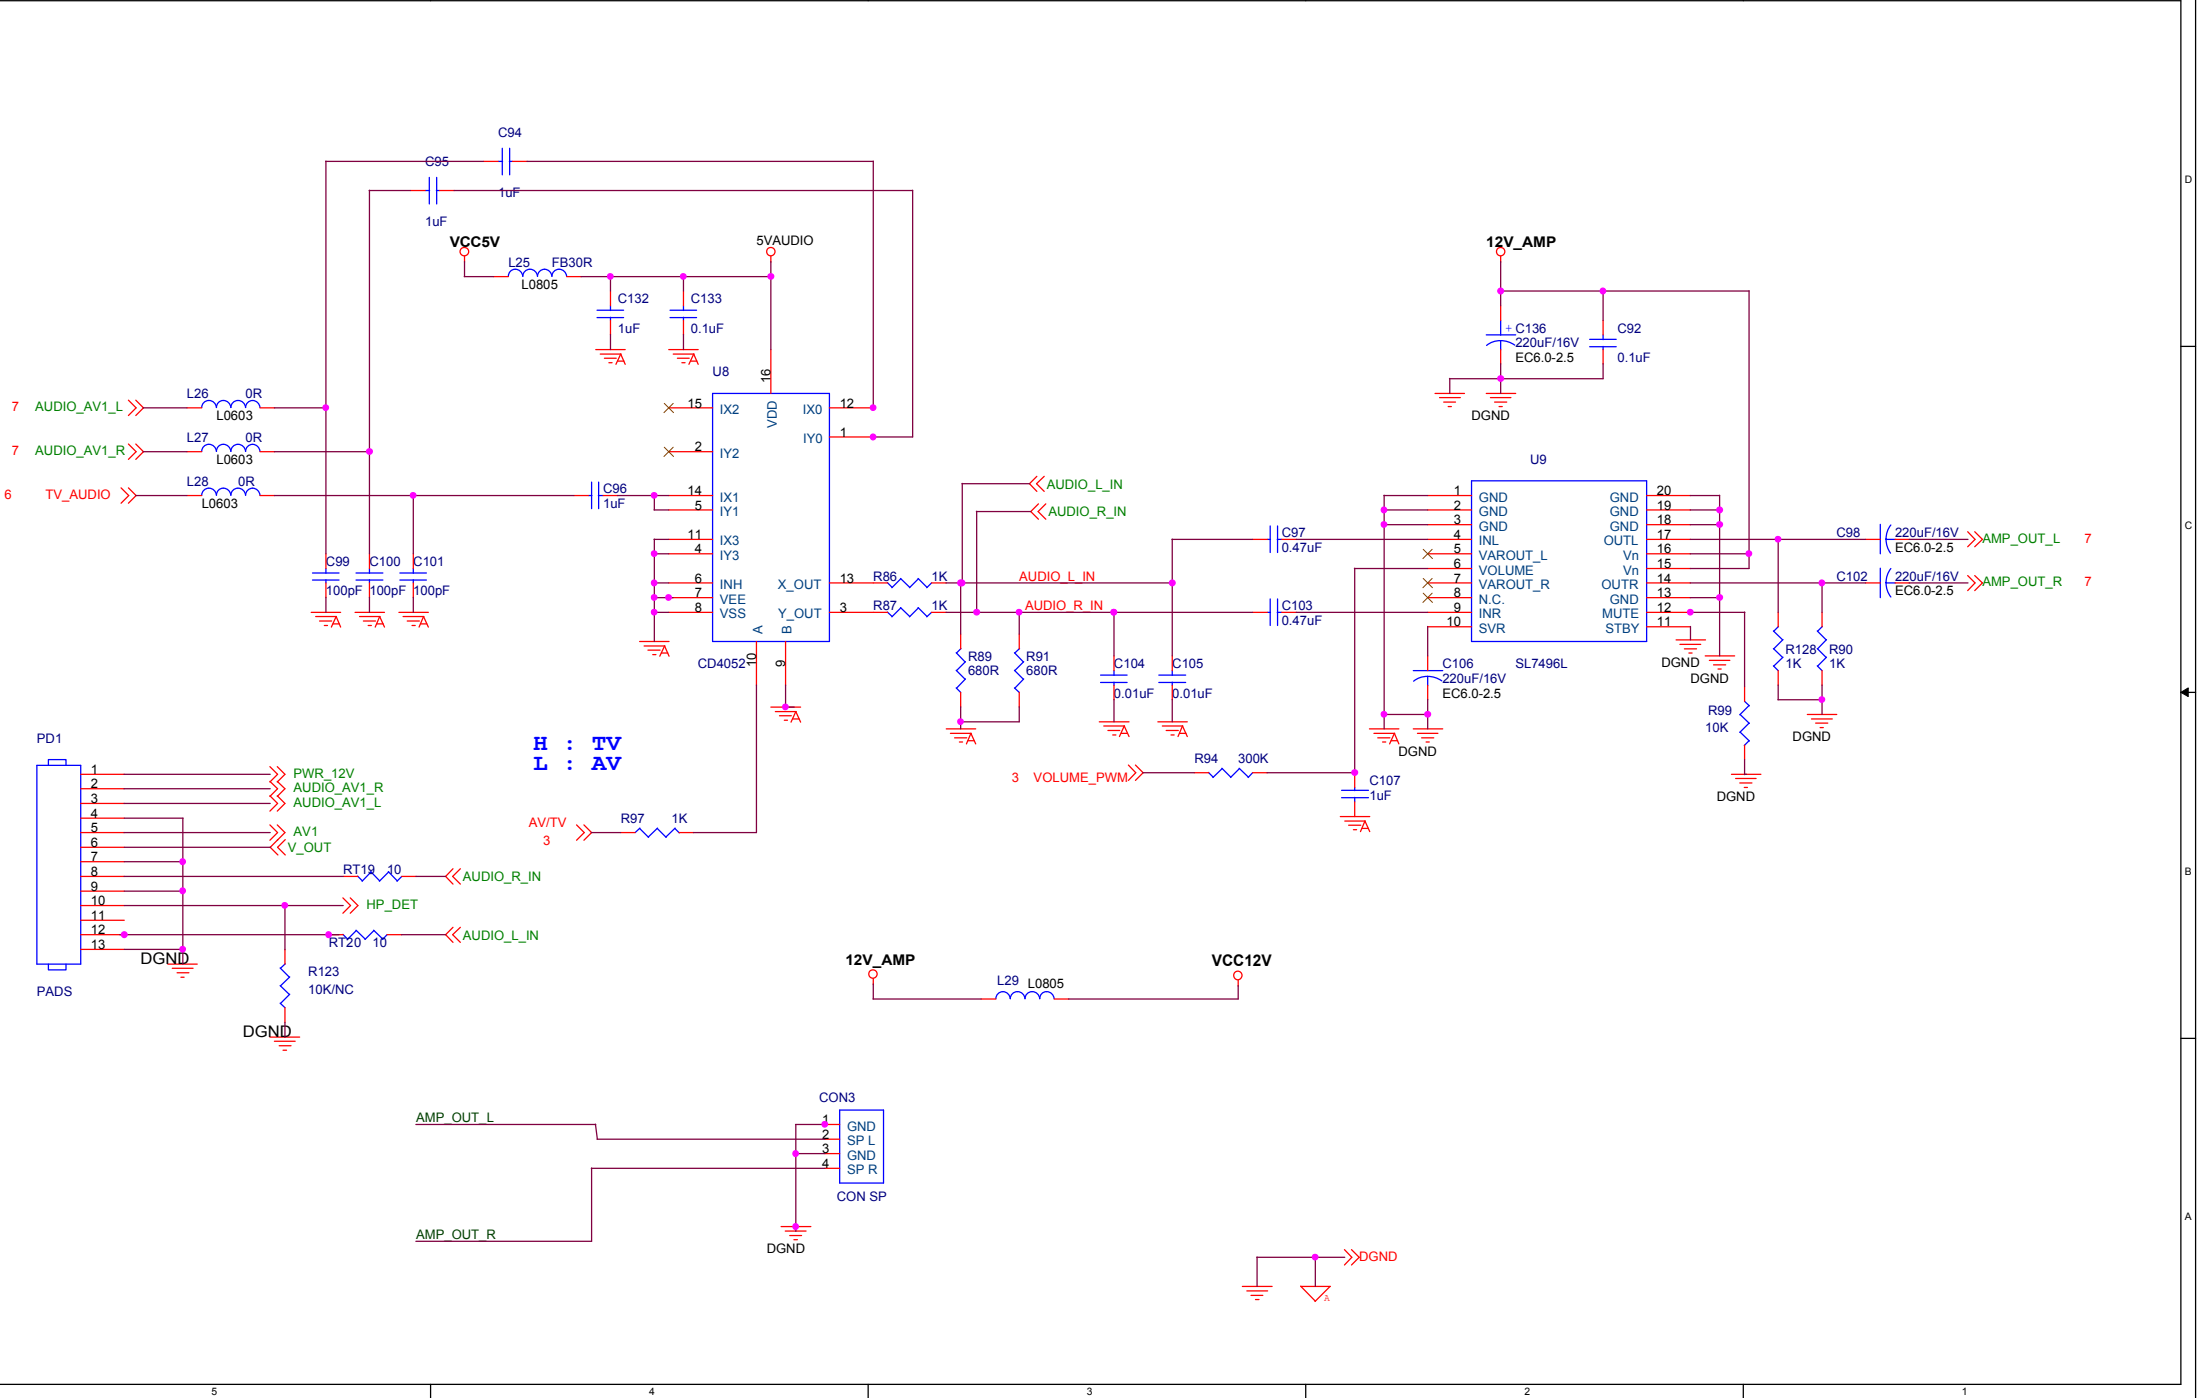 C94
C95
1uF
1uF
D
VCC5V
5VAUDIO
12V_AMP
L25 FB30R
L0805
C132
1uF
C133
0.1uF
A
A
+ C136
220uF/16V
EC6.0-2.5
C92
0.1uF
DGND
U8
16
7 AUDIO_AV1_L
L26 0R
L0603
7 AUDIO_AV1_R
L27 0R
L0603
6 TV_AUDIO
L28 0R
L0603
C96
1uF
15 IX2
VDD
IX0 12
IY0 1
2 IY2
14 IX1
5 IY1
11 IX3
4 IY3
6 INH
7 VEE
8 VSS
X_OUT 13
Y_OUT 3
A
B
10
9
CD4052
C99
100pF
C100
100pF
C101
100pF
A
A
A
A
A
R86 1K
R87 1K
AUDIO_L_IN
AUDIO_R_IN
AUDIO_L_IN
AUDIO_R_IN
R89
680R
R91
680R
C104
0.01uF
C105
0.01uF
A
A
A
C97
0.47uF
C103
0.47uF
U9
1 GND
2 GND
3 GND
4 INL
5 VAROUT_L
6 VOLUME
7 VAROUT_R
8 N.C.
9 INR
10 SVR
GND 20
GND 19
GND 18
OUTL 17
Vn 16
Vn 15
OUTR 14
GND 13
MUTE 12
STBY 11
SL7496L
C
C98 220uF/16V
EC6.0-2.5
AMP_OUT_L 7
C102 220uF/16V
EC6.0-2.5
AMP_OUT_R 7
C106
220uF/16V
EC6.0-2.5
A
DGND
DGND
DGND
R128
1K
R90
1K
DGND
R99
10K
DGND
3 VOLUME_PWM
R94 300K
C107
1uF
A
H : TV
L : AV
AV/TV
3
R97 1K
PD1
1
2
3
4
5
6
7
8
9
10
11
12
13
PADS
PWR_12V
AUDIO_AV1_R
AUDIO_AV1_L
AV1
V_OUT
RT19 10
AUDIO_R_IN
HP_DET
RT20 10
AUDIO_L_IN
DGND
R123
10K/NC
DGND
B
12V_AMP
VCC12V
L29 L0805
CON3
AMP_OUT_L
AMP_OUT_R
1 GND
2 SP L
3 GND
4 SP R
CON SP
DGND
DGND
A
A
5
4
3
2
1